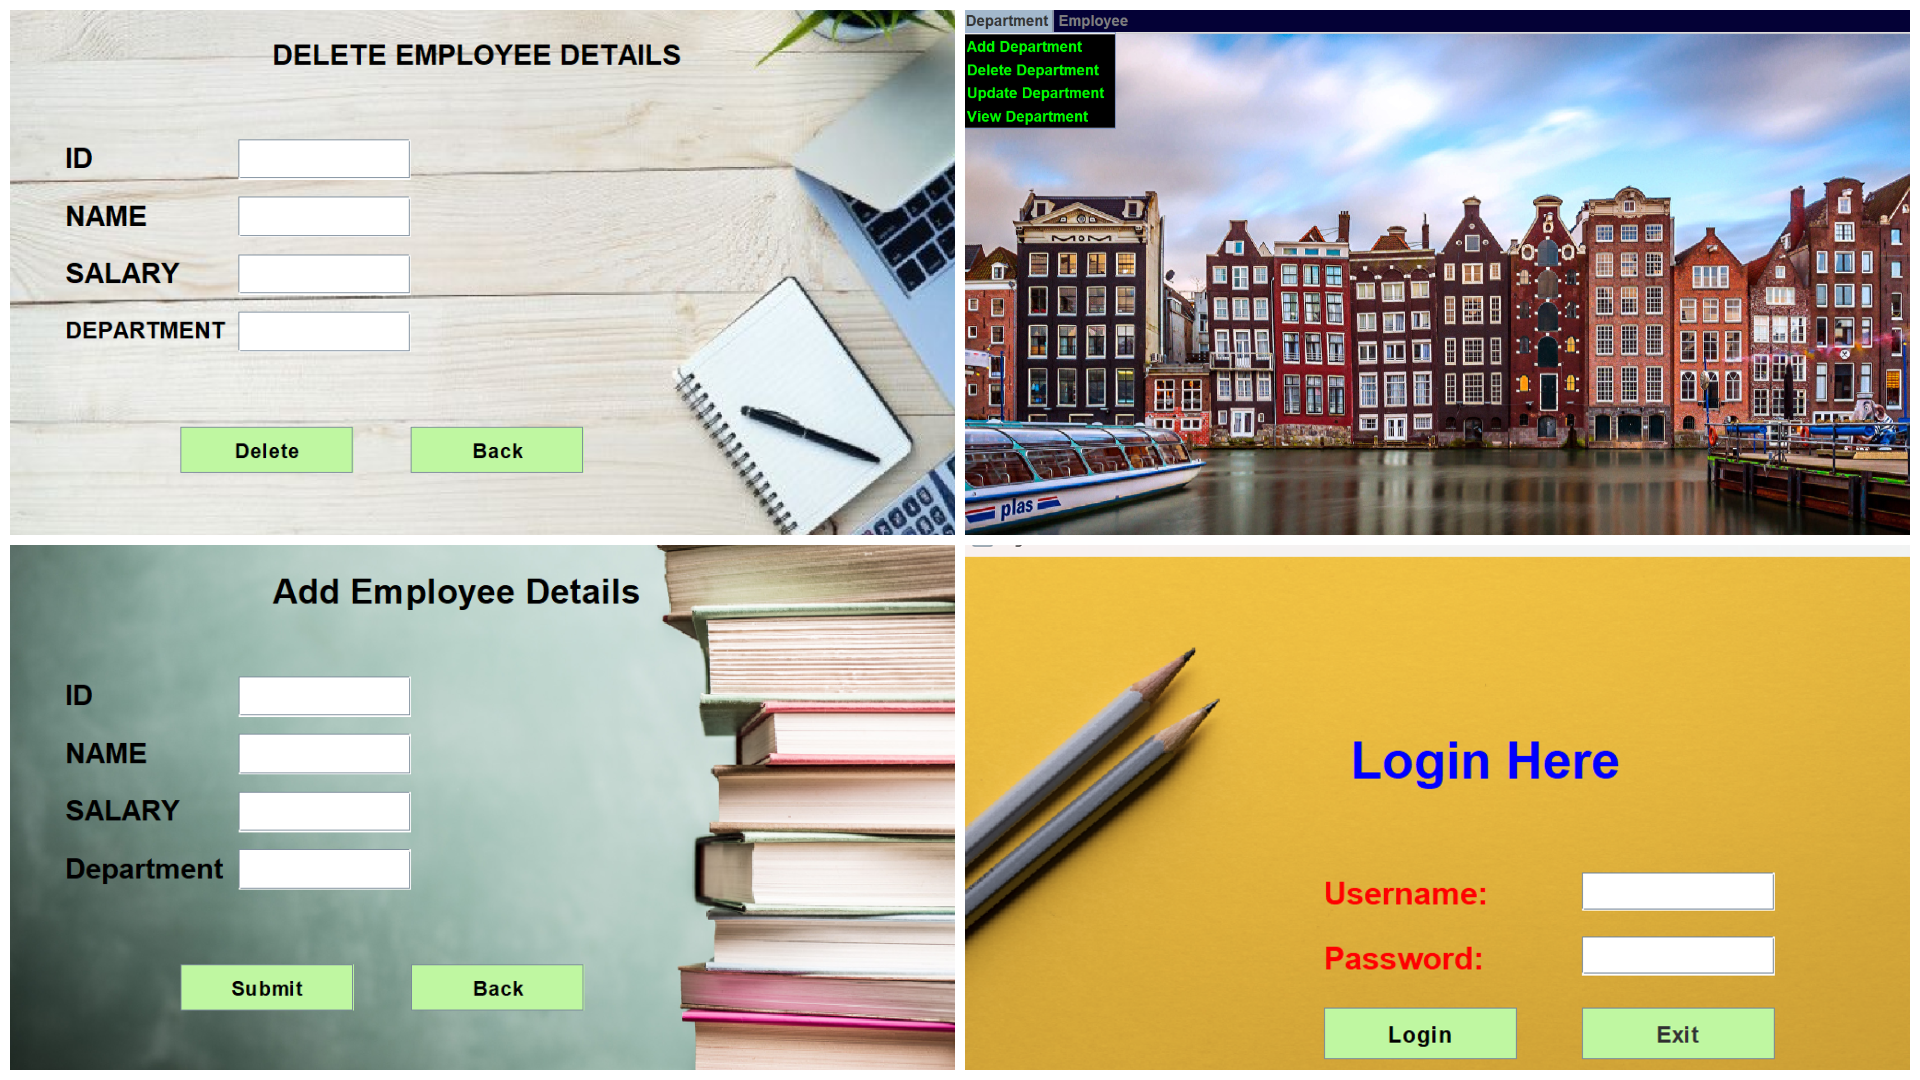 DELETE EMPLOYEE DETAILS
ID
NAME
SALARY
DEPARTMENT
Delete Back
Department Employee
Add Department
Delete Department
Update Department
View Department
plas
Add Employee Details
ID
NAME
SALARY
Department
Submit Back
Login Here
Username:
Password:
Login Exit